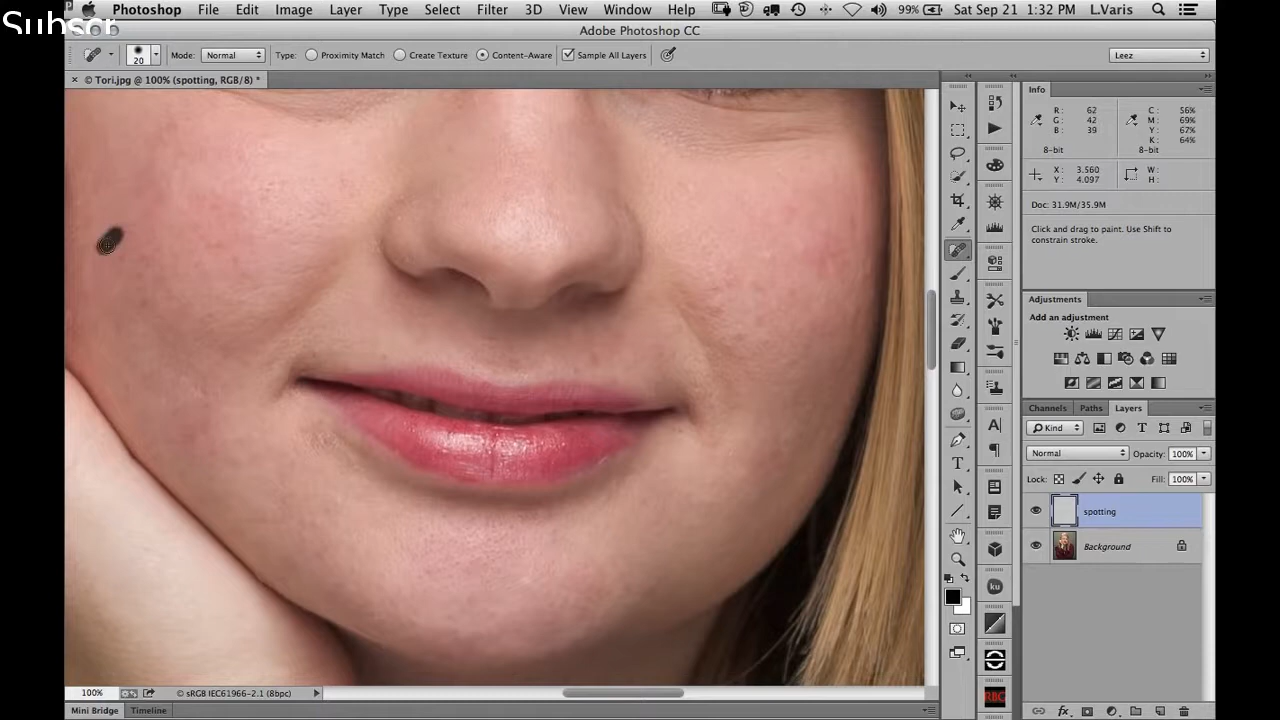 Subscr
Photoshop File Edit Image Layer Type Select Filter 3D View Window Help 99% Sat Sep 21 1:32 PM L.Varis
Adobe Photoshop CC
20 Mode: Normal Type: Proximity Match Create Texture Content-Aware Sample All Layers Leez
× © Tori.jpg @ 100% (spotting, RGB/8) *
Info
R: 62 C: 56%
G: 42 M: 69%
B: 39 Y: 67%
K: 64%
8-bit 8-bit
X: 3.560 W:
Y: 4.097 H:
Doc: 31.9M/35.9M
Click and drag to paint. Use Shift to
constrain stroke.
Adjustments
Add an adjustment
Channels Paths Layers
Kind
Normal Opacity: 100%
Lock: Fill: 100%
spotting
Background
ku
RBC
100% © sRGB IEC61966-2.1 (8bpc)
Mini Bridge Timeline